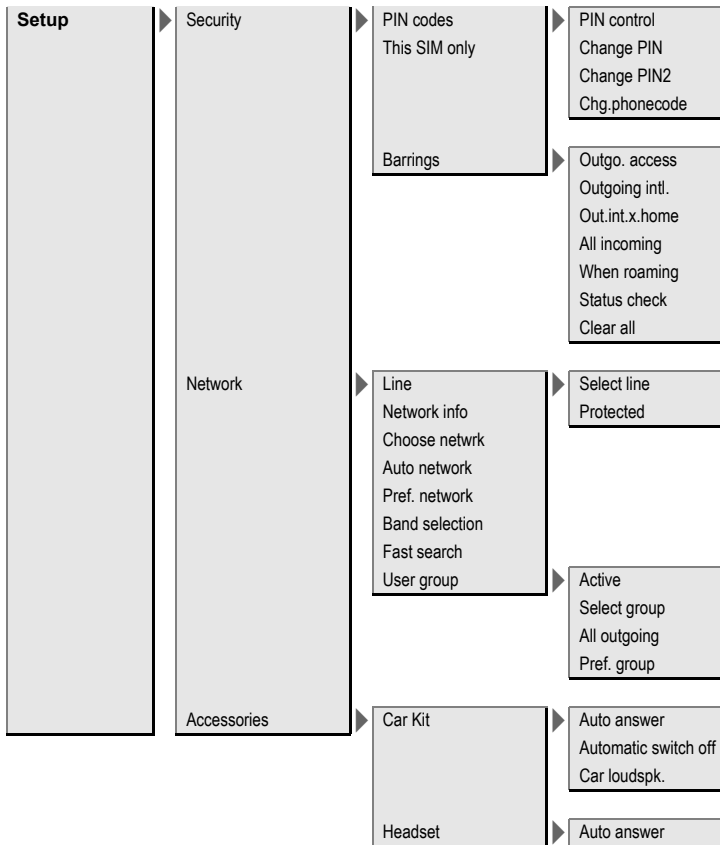 Setup Security PIN codes PIN control
This SIM only Change PIN
Change PIN2
Chg.phonecode
Barrings Outgo. access
Outgoing intl.
Out.int.x.home
All incoming
When roaming
Status check
Clear all
Network Line Select line
Network info Protected
Choose netwrk
Auto network
Pref. network
Band selection
Fast search
User group Active
Select group
All outgoing
Pref. group
Accessories Car Kit Auto answer
Automatic switch off
Car loudspk.
Headset Auto answer